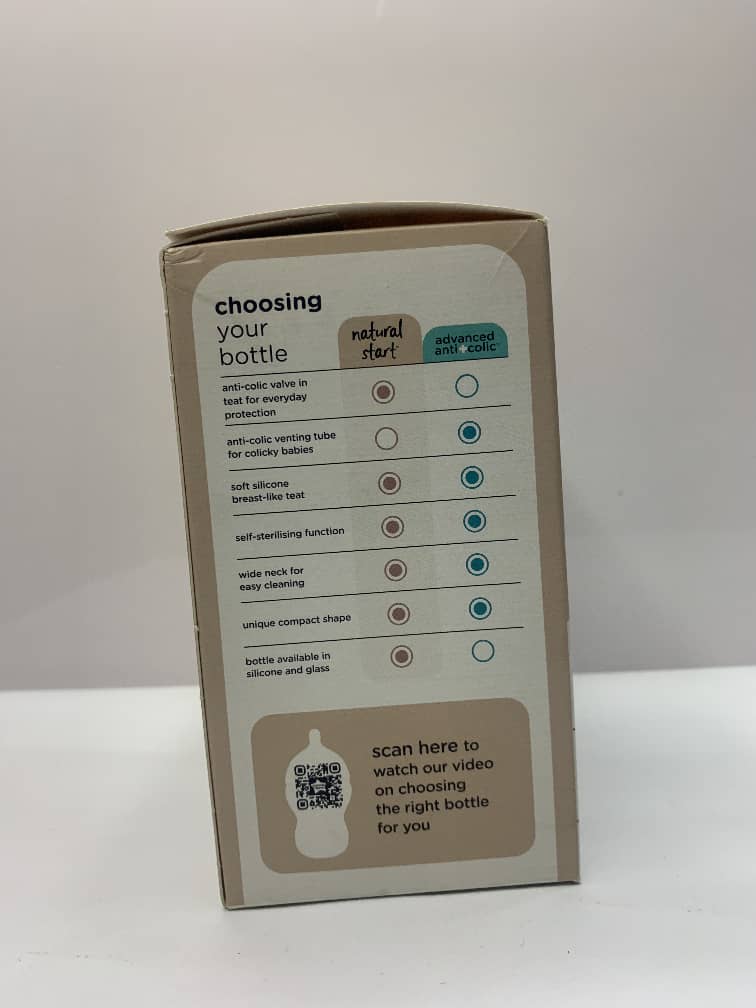 choosing
your
bottle
natural
start
advanced
anti+colic™
anti-colic valve in
teat for everyday
protection
anti-colic venting tube
for colicky babies
soft silicone
breast-like teat
self-sterilising function
wide neck for
easy cleaning
unique compact shape
bottle available in
silicone and glass
scan here to
watch our video
on choosing
the right bottle
for you